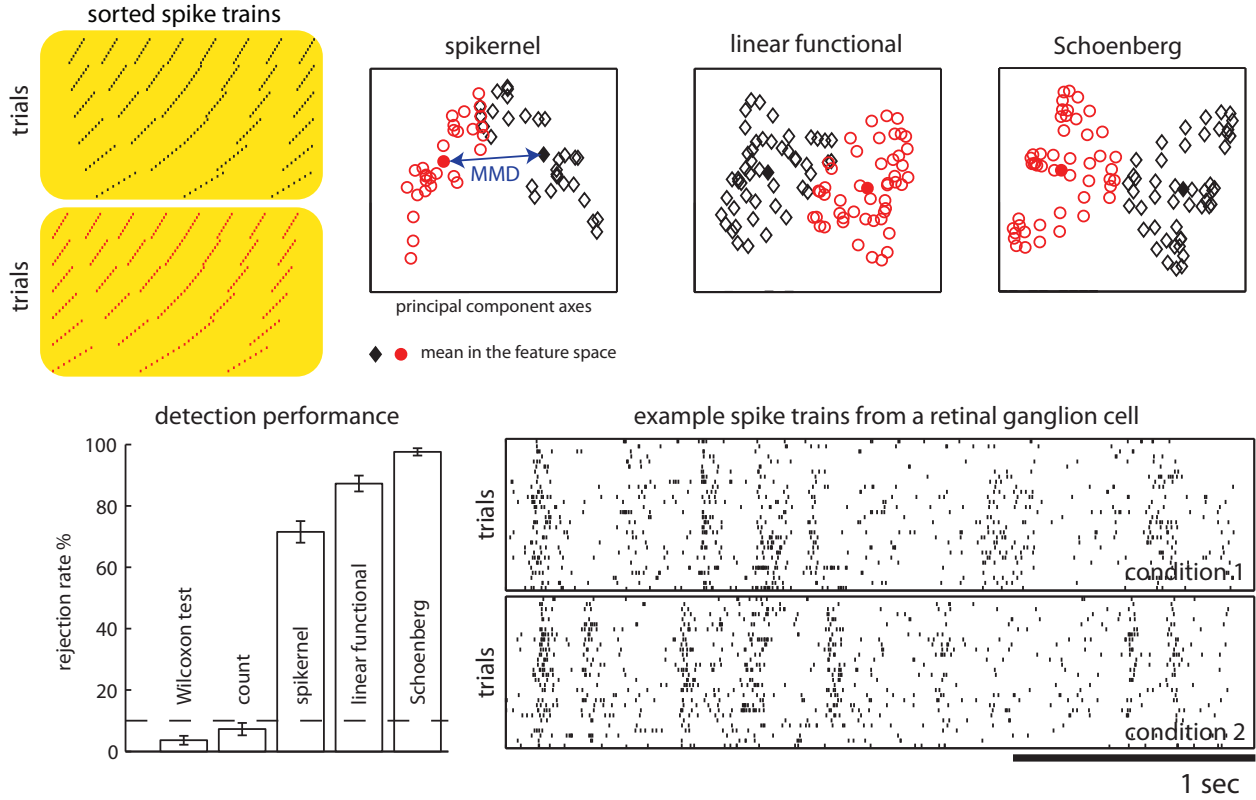 sorted spike trains
trials
trials
spikernel
MMD
principal component axes
linear functional
Schoenberg
mean in the feature space
detection performance
rejection rate %
100
80
60
40
20
0
Wilcoxon test
count
spikernel
linear functional
Schoenberg
example spike trains from a retinal ganglion cell
trials
condition 1
trials
condition 2
1 sec